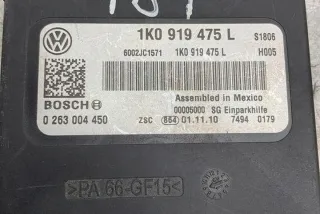 1K0 919 475 L S1806
6002JC1571 1K0 919 475 L H005
BOSCH
Assembled in Mexico
00005000 SG Einparkhilfe
0 263 004 450 ZSC 864 01.11.10 7494 0179
>PA 66-GF15<